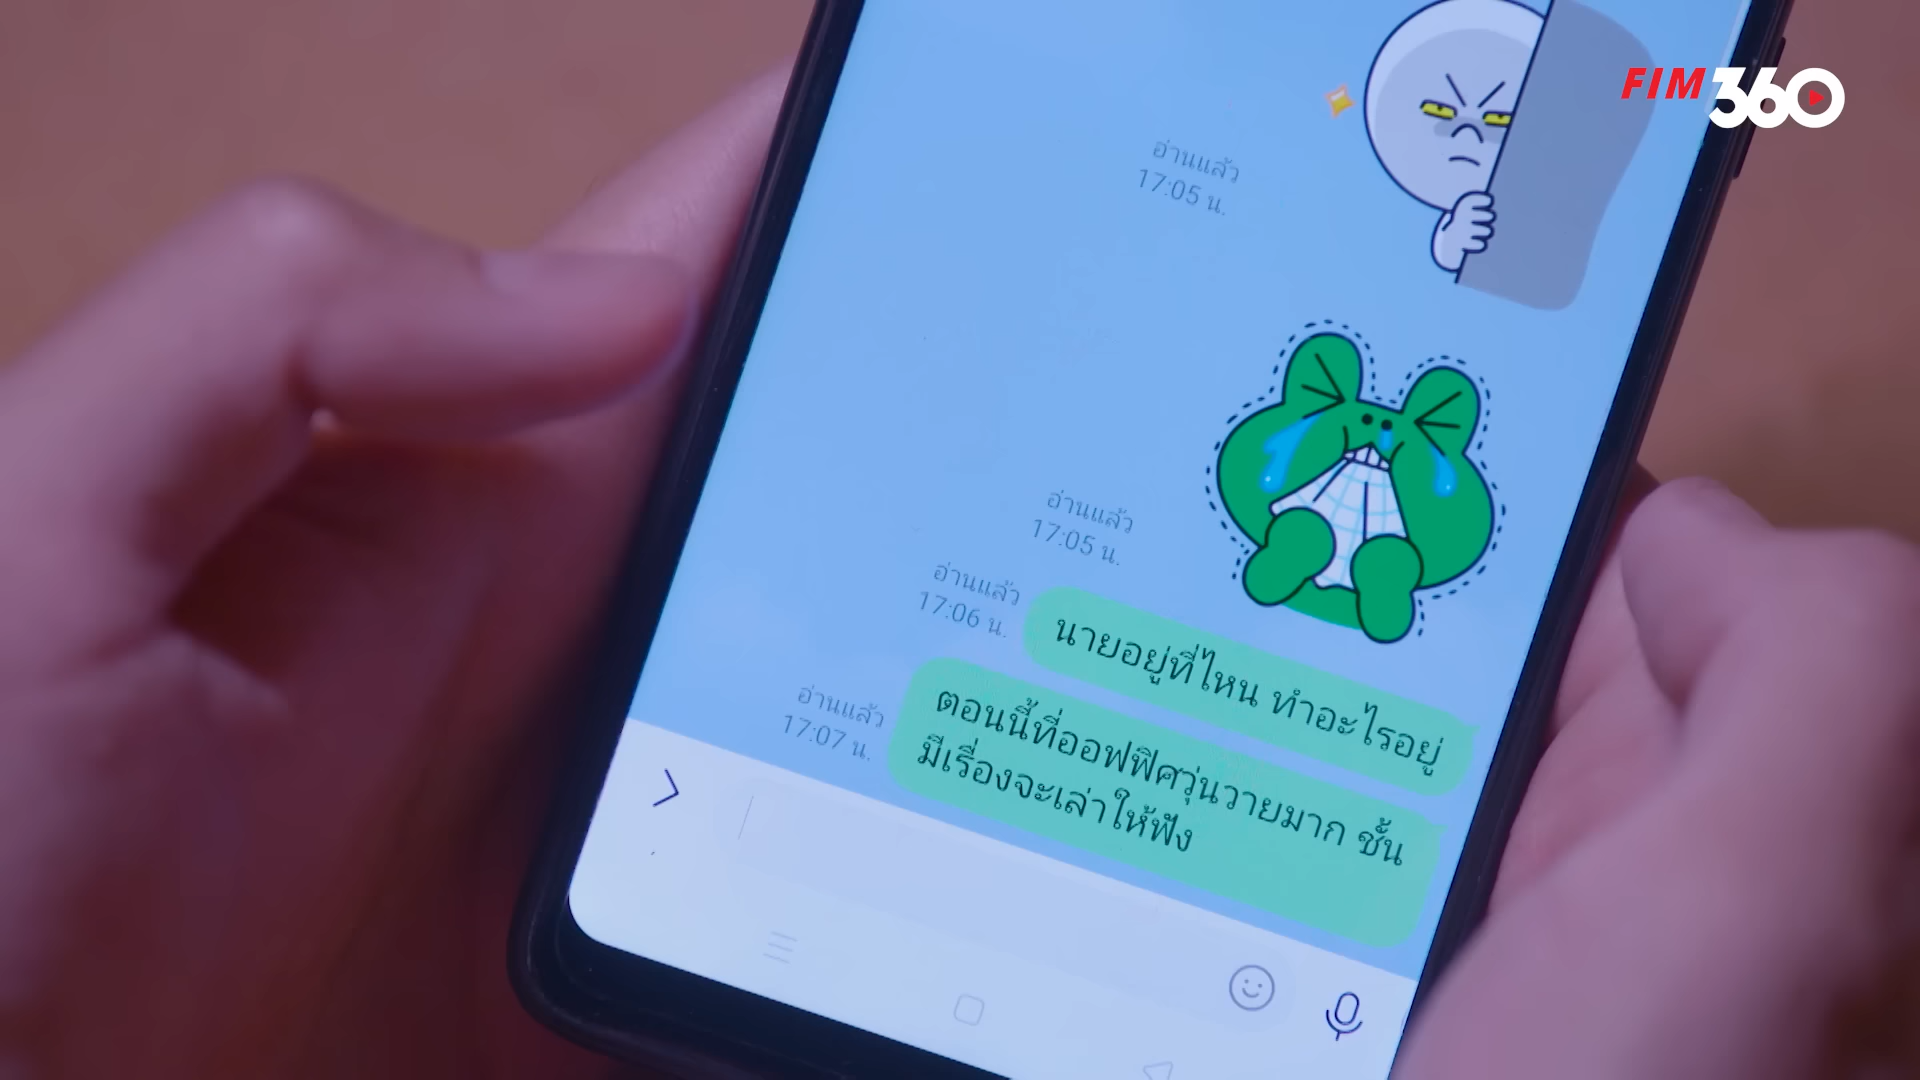 FIM360
อ่านแล้ว
17:05 น.
อ่านแล้ว
17:05 น.
อ่านแล้ว
17:06 น.
นายอยู่ที่ไหน ทำอะไรอยู่
อ่านแล้ว
17:07 น.
ตอนนี้ที่ออฟฟิศวุ่นวายมาก ชั้น
มีเรื่องจะเล่าให้ฟัง